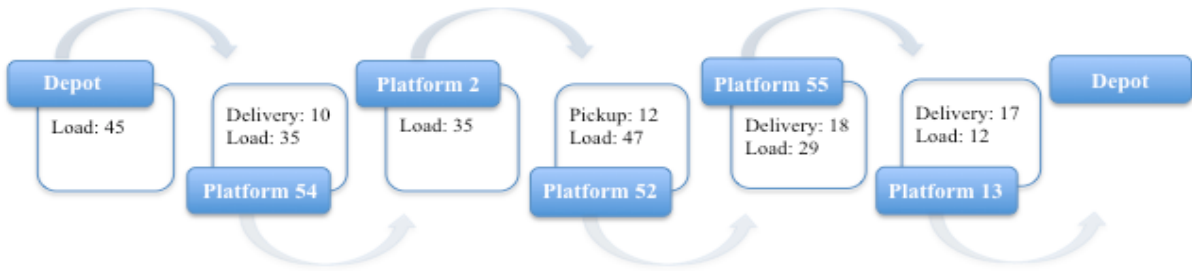 Depot
Load: 45
Delivery: 10
Load: 35
Platform 54
Platform 2
Load: 35
Pickup: 12
Load: 47
Platform 52
Platform 55
Delivery: 18
Load: 29
Delivery: 17
Load: 12
Platform 13
Depot